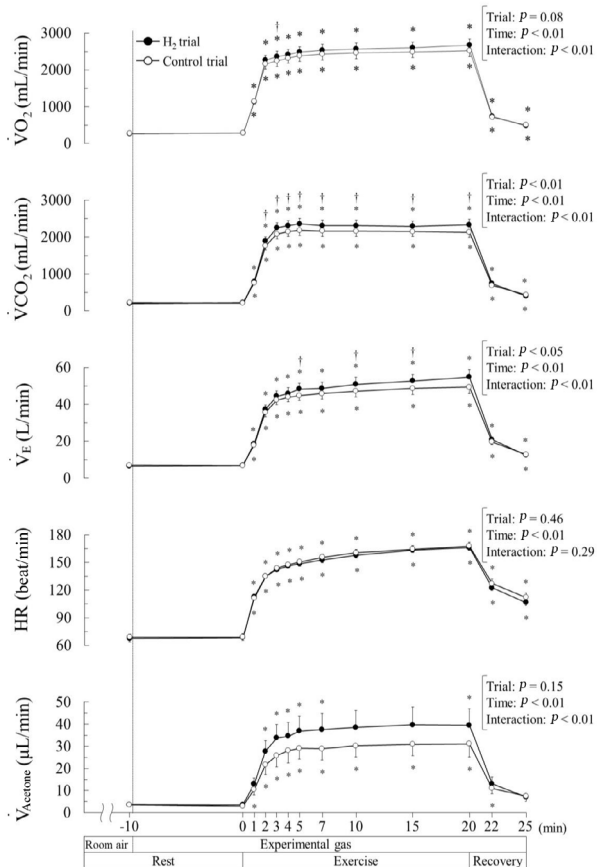 H₂ trial
Control trial
V̇O₂ (mL/min)
3000
2000
1000
0
Trial: p = 0.08
Time: p < 0.01
Interaction: p < 0.01
V̇CO₂ (mL/min)
3000
2000
1000
0
Trial: p < 0.01
Time: p < 0.01
Interaction: p < 0.01
V̇E (L/min)
60
40
20
0
Trial: p < 0.05
Time: p < 0.01
Interaction: p < 0.01
HR (beat/min)
180
150
120
90
60
Trial: p = 0.46
Time: p < 0.01
Interaction: p = 0.29
V̇Acetone (μL/min)
50
40
30
20
10
0
Trial: p = 0.15
Time: p < 0.01
Interaction: p < 0.01
-10 0 1 2 3 4 5 7 10 15 20 22 25 (min)
Room air Experimental gas
Rest Exercise Recovery